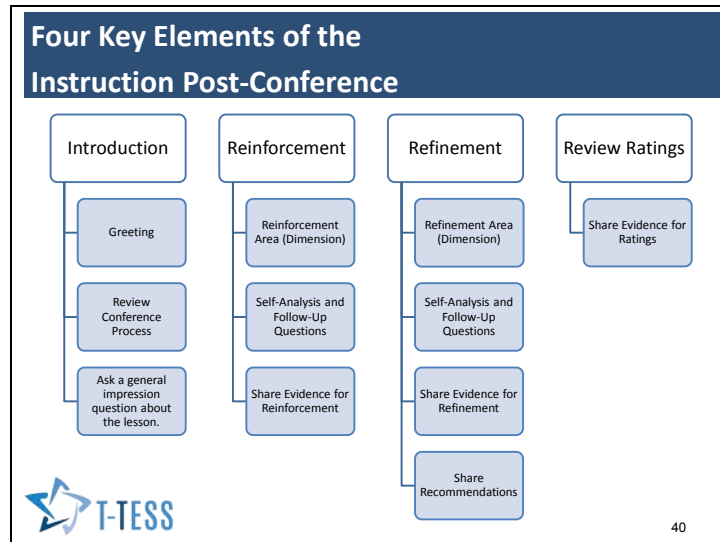 Four Key Elements of the
Instruction Post-Conference
Introduction
Greeting
Review
Conference
Process
Ask a general
impression
question about
the lesson.
Reinforcement
Reinforcement
Area (Dimension)
Self-Analysis and
Follow-Up
Questions
Share Evidence for
Reinforcement
Refinement
Refinement Area
(Dimension)
Self-Analysis and
Follow-Up
Questions
Share Evidence for
Refinement
Share
Recommendations
Review Ratings
Share Evidence for
Ratings
T-TESS
40